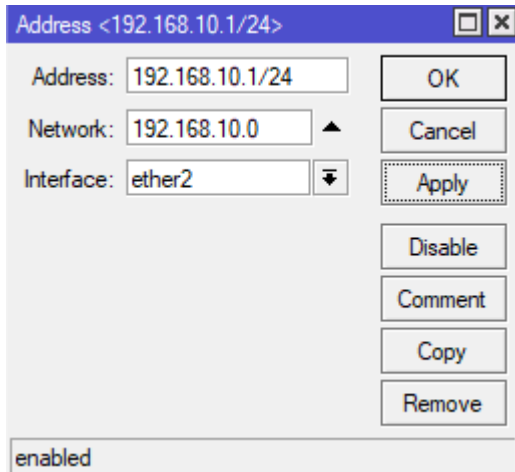 Address <192.168.10.1/24>
Address: 192.168.10.1/24
OK
Network: 192.168.10.0
Cancel
Interface: ether2
Apply
Disable
Comment
Copy
Remove
enabled